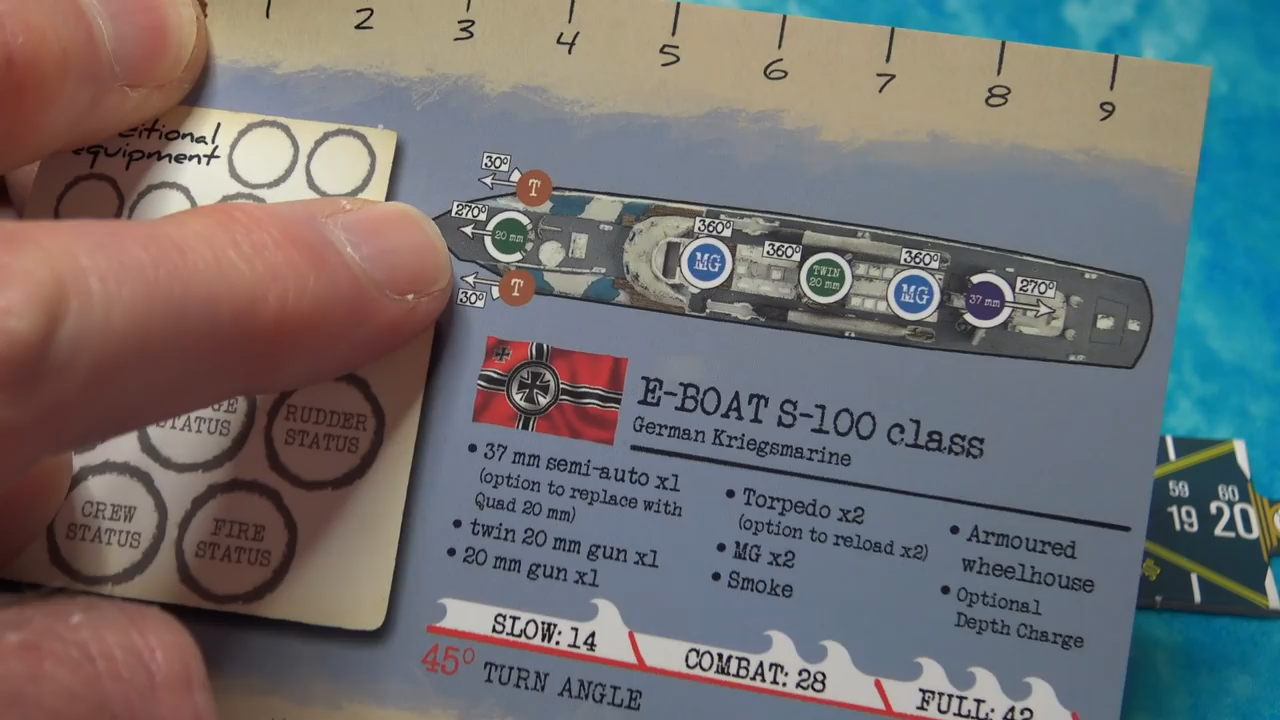 2
3
4
5
6
7
8
9
equipment
30°
T
270°
20 mm
30°
T
360°
MG
360°
TWIN
20 mm
360°
MG
37 mm
270°
E-BOAT S-100 class
German Kriegsmarine
• 37 mm semi-auto x1
(option to replace with
Quad 20 mm)
• twin 20 mm gun x1
• 20 mm gun x1
• Torpedo x2
(option to reload x2)
• MG x2
• Smoke
• Armoured
wheelhouse
• Optional
Depth Charge
STATUS
RUDDER
STATUS
CREW
STATUS
FIRE
STATUS
SLOW: 14
COMBAT: 28
FULL: 42
45° TURN ANGLE
59 60
19 20